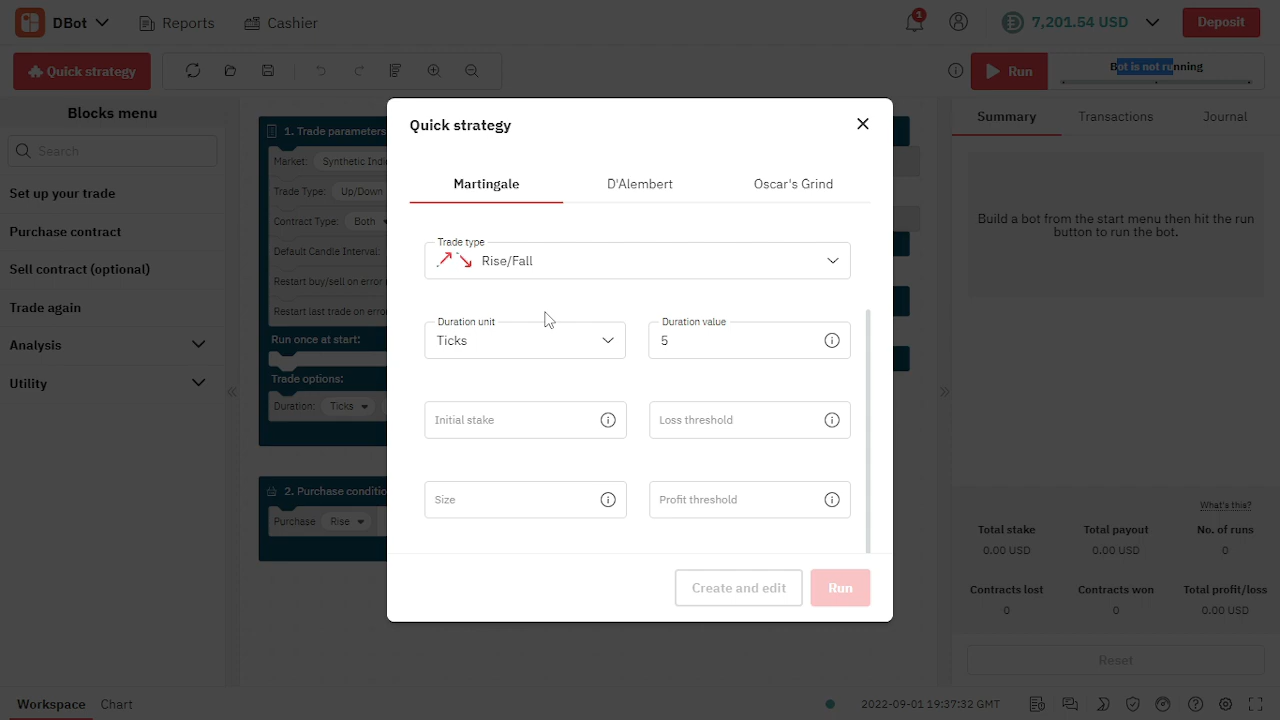 DBot
Reports
Cashier
1
7,201.54 USD
Deposit
Quick strategy
Run
Bot is not running
Blocks menu
Search
Set up your trade
Purchase contract
Sell contract (optional)
Trade again
Analysis
Utility
1. Trade parameters
Market:
Trade Type: Up/Down
Contract Type: Both
Default Candle Interval:
Restart buy/sell on error
Restart last trade on error
Run once at start:
Trade options:
Duration: Ticks
Purchase Rise
Quick strategy
Martingale
D'Alembert
Oscar's Grind
Trade type
Rise/Fall
Duration unit
Ticks
Duration value
5
Initial stake
Loss threshold
Size
Profit threshold
Create and edit
Run
Summary
Transactions
Journal
Build a bot from the start menu then hit the run
button to run the bot.
What's this?
Total stake
Total payout
No. of runs
0.00 USD
0.00 USD
0
Contracts lost
Contracts won
Total profit/loss
0
0
0.00 USD
Reset
Workspace
Chart
2022-09-01 19:37:32 GMT